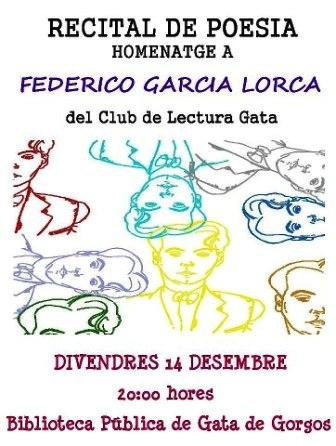 RECITAL DE POESIA
HOMENATGE A
FEDERICO GARCIA LORCA
del Club de Lectura Gata
DIVENDRES 14 DESEMBRE
20:00 hores
Biblioteca Pública de Gata de Gorgos